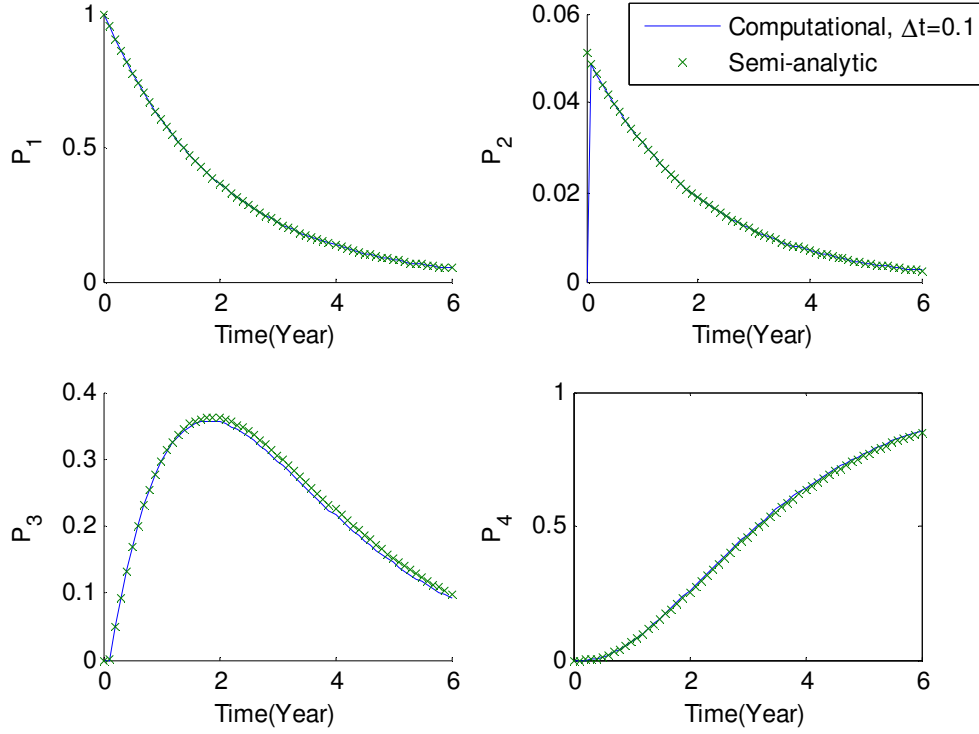 1
0.5
0
P1
0 2 4 6
Time(Year)
0.06
0.04
0.02
0
P2
0 2 4 6
Time(Year)
Computational, Δt=0.1
Semi-analytic
0.4
0.3
0.2
0.1
0
P3
0 2 4 6
Time(Year)
1
0.5
0
P4
0 2 4 6
Time(Year)